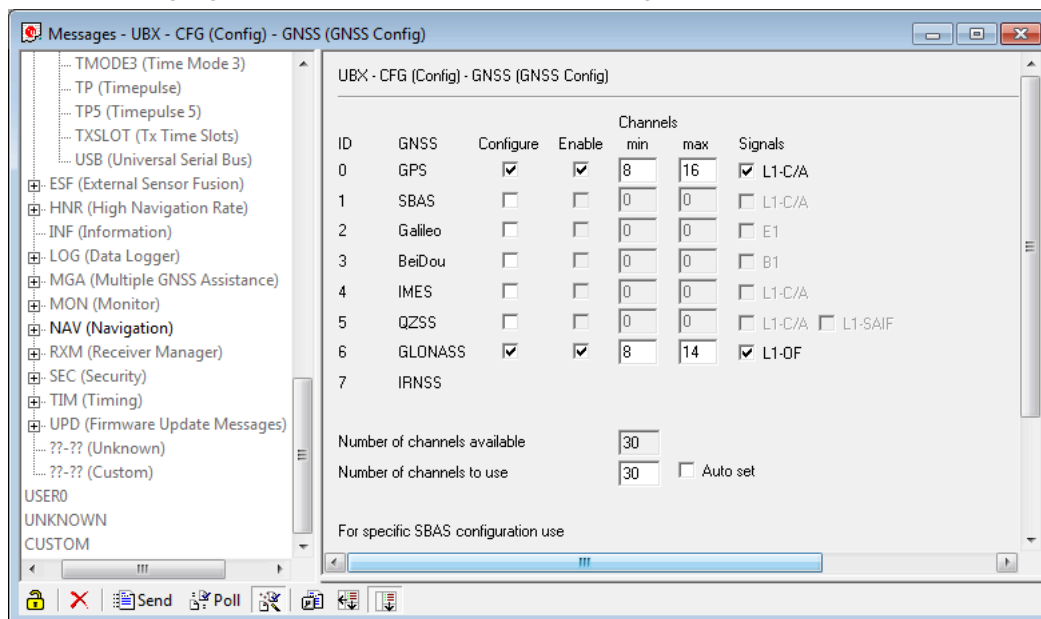 Messages - UBX - CFG (Config) - GNSS (GNSS Config)
TMODE3 (Time Mode 3)
TP (Timepulse)
TP5 (Timepulse 5)
TXSLOT (Tx Time Slots)
USB (Universal Serial Bus)
ESF (External Sensor Fusion)
HNR (High Navigation Rate)
INF (Information)
LOG (Data Logger)
MGA (Multiple GNSS Assistance)
MON (Monitor)
NAV (Navigation)
RXM (Receiver Manager)
SEC (Security)
TIM (Timing)
UPD (Firmware Update Messages)
??-?? (Unknown)
??-?? (Custom)
USER0
UNKNOWN
CUSTOM
UBX - CFG (Config) - GNSS (GNSS Config)
Channels
ID GNSS Configure Enable min max Signals
0 GPS 8 16 L1-C/A
1 SBAS 0 0 L1-C/A
2 Galileo 0 0 E1
3 BeiDou 0 0 B1
4 IMES 0 0 L1-C/A
5 QZSS 0 0 L1-C/A L1-SAIF
6 GLONASS 8 14 L1-OF
7 IRNSS
Number of channels available 30
Number of channels to use 30 Auto set
For specific SBAS configuration use
Send Poll